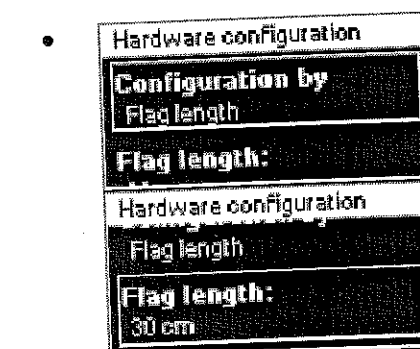 Hardware configuration
Configuration by
Flag length
Flag length:
Hardware configuration
Flag length
Flag length:
30 cm